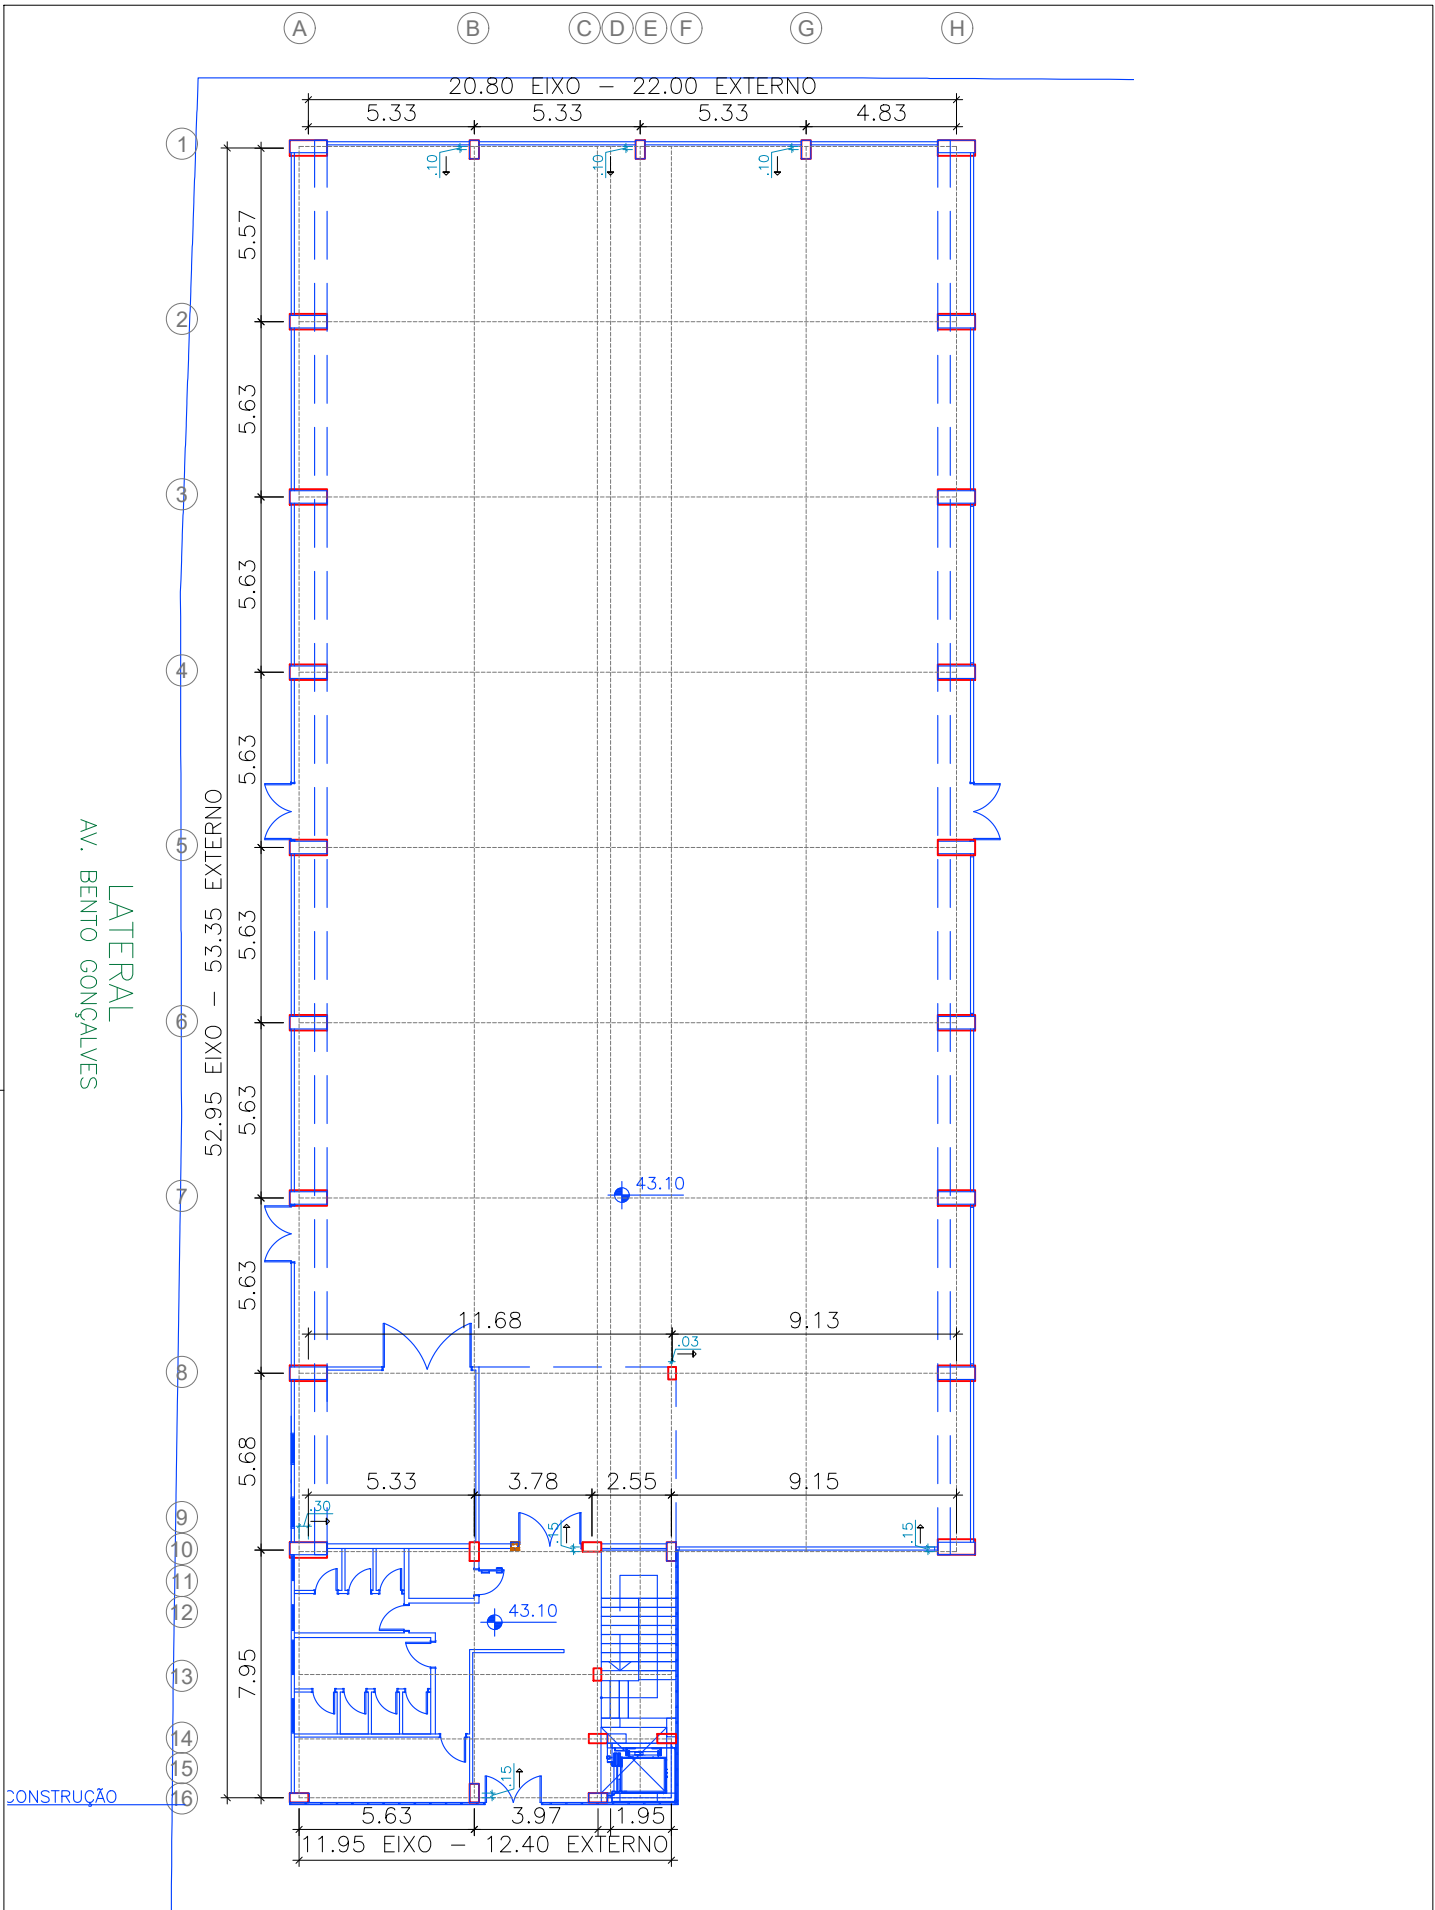 A B C D E F G H
20.80 EIXO – 22.00 EXTERNO
5.33 5.33 5.33 4.83
1
.10 .10 .10
5.57
2
5.63
3
5.63
4
5.63
5
52.95 EIXO – 53.35 EXTERNO
LATERAL
AV. BENTO GONÇALVES
5.63
6
5.63
7
43.10
5.63
11.68 9.13
.03
8
5.68
5.33 3.78 2.55 9.15
9
.30
.15 .15
10
11
12
43.10
13
7.95
14
15
.15
16
CONSTRUÇÃO
5.63 3.97 1.95
11.95 EIXO – 12.40 EXTERNO